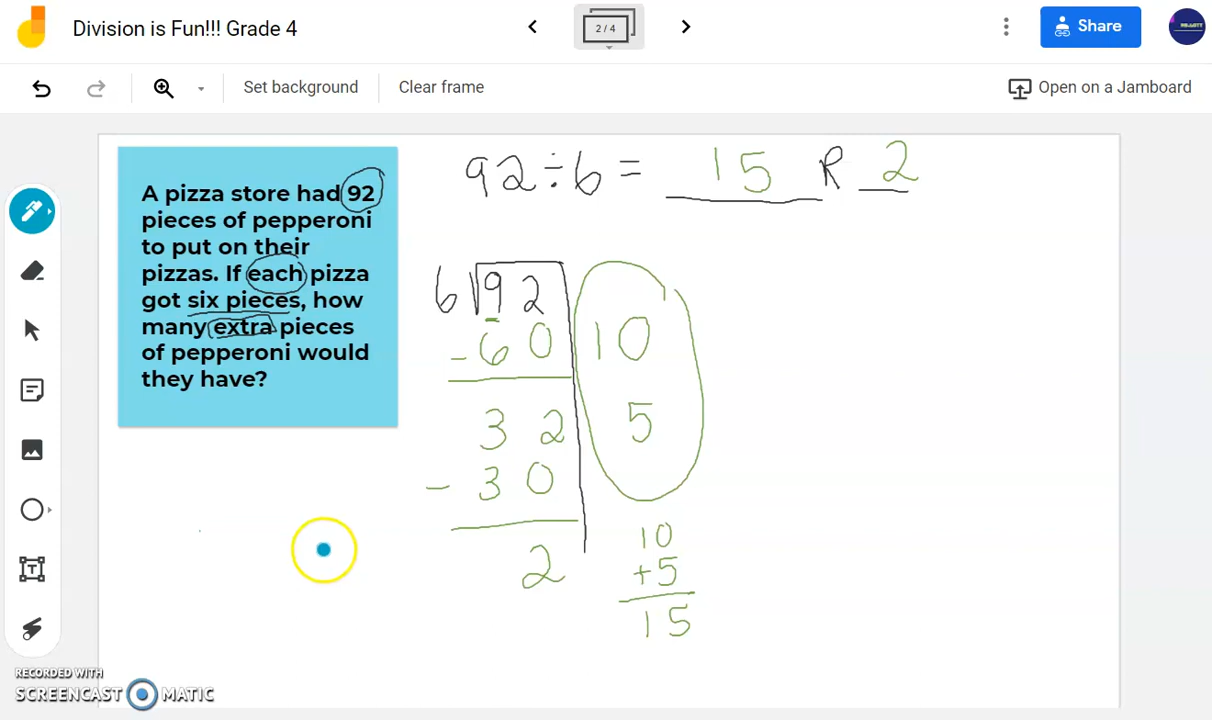 Division is Fun!!! Grade 4
2 / 4
Share
Set background
Clear frame
Open on a Jamboard
A pizza store had 92
pieces of pepperoni
to put on their
pizzas. If each pizza
got six pieces, how
many extra pieces
of pepperoni would
they have?
92 ÷ 6 = 15 R 2
6 92
- 60 10
32 5
- 30
2
10
+5
15
RECORDED WITH
SCREENCAST MATIC